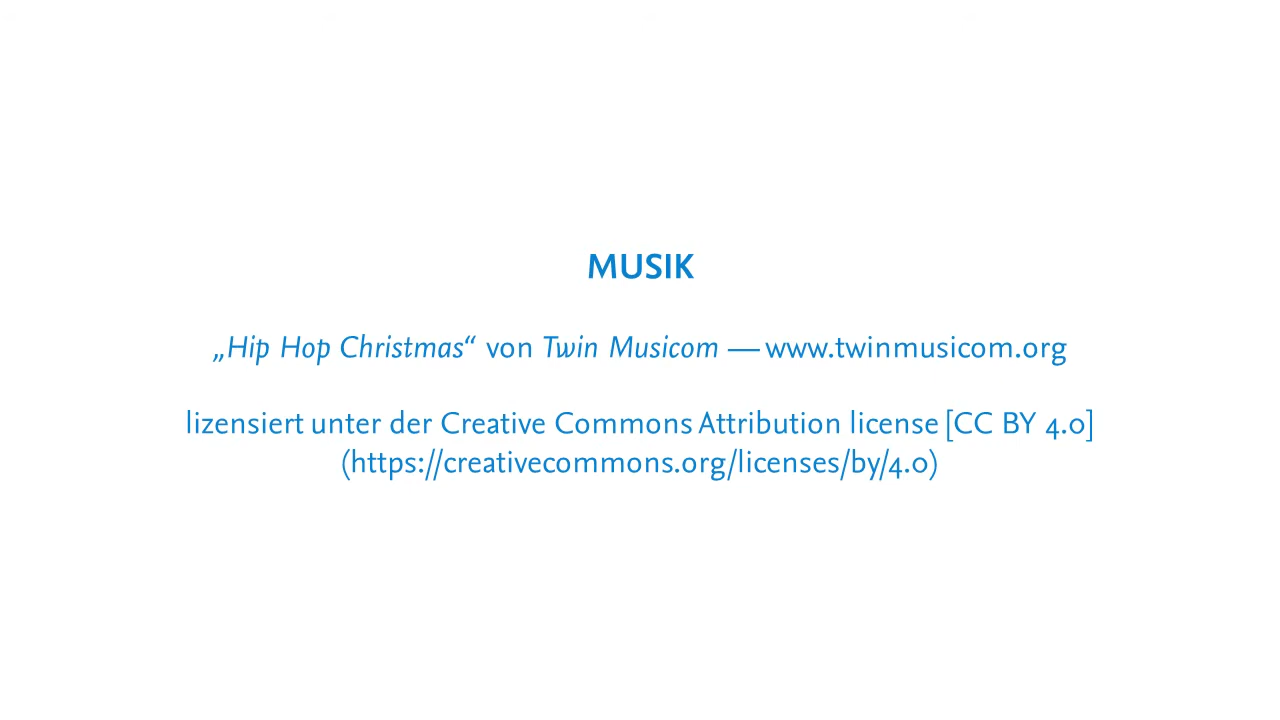 MUSIK
„Hip Hop Christmas“ von Twin Musicom — www.twinmusicom.org
lizensiert unter der Creative Commons Attribution license [CC BY 4.0]
(https://creativecommons.org/licenses/by/4.0)